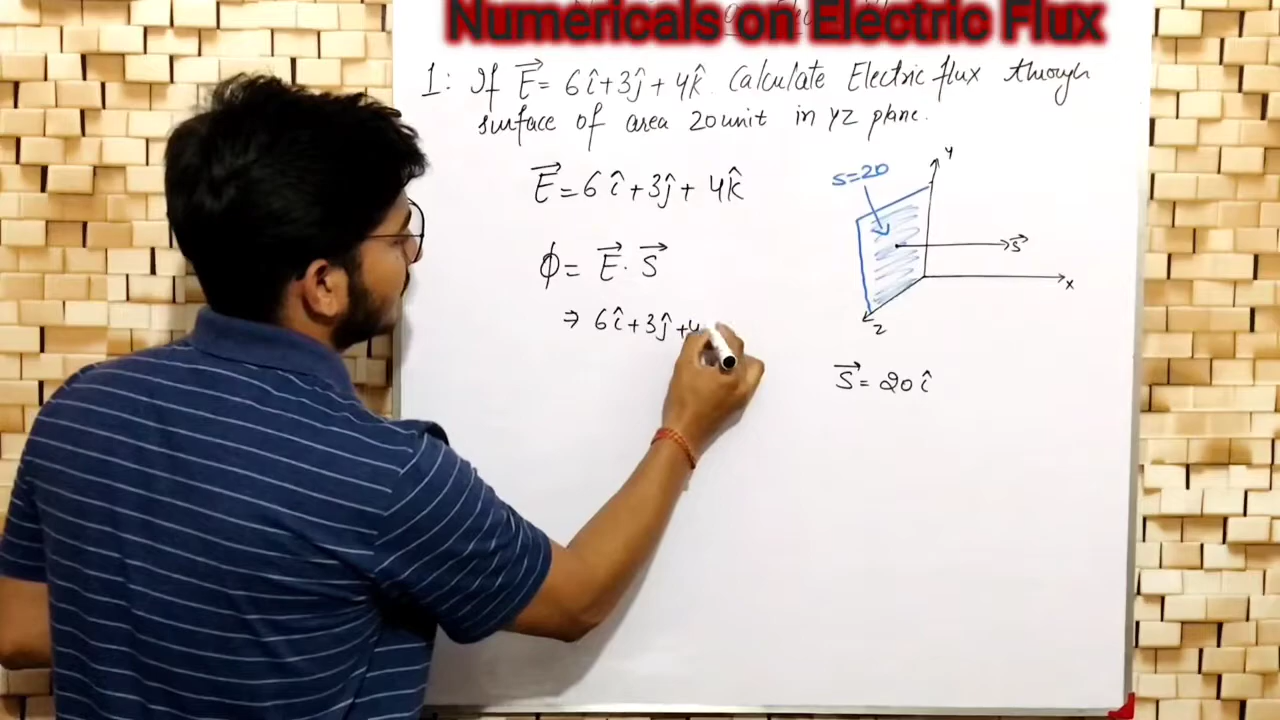 Numericals on Electric Flux
1: If E⃗= 6î+3ĵ+4k̂. Calculate Electric flux through
surface of area 20unit in YZ plane.
E⃗=6î+3ĵ+4k̂
ϕ= E⃗.S⃗
⇒ 6î+3ĵ+4
S=20
Y
S⃗
X
Z
S⃗= 20î